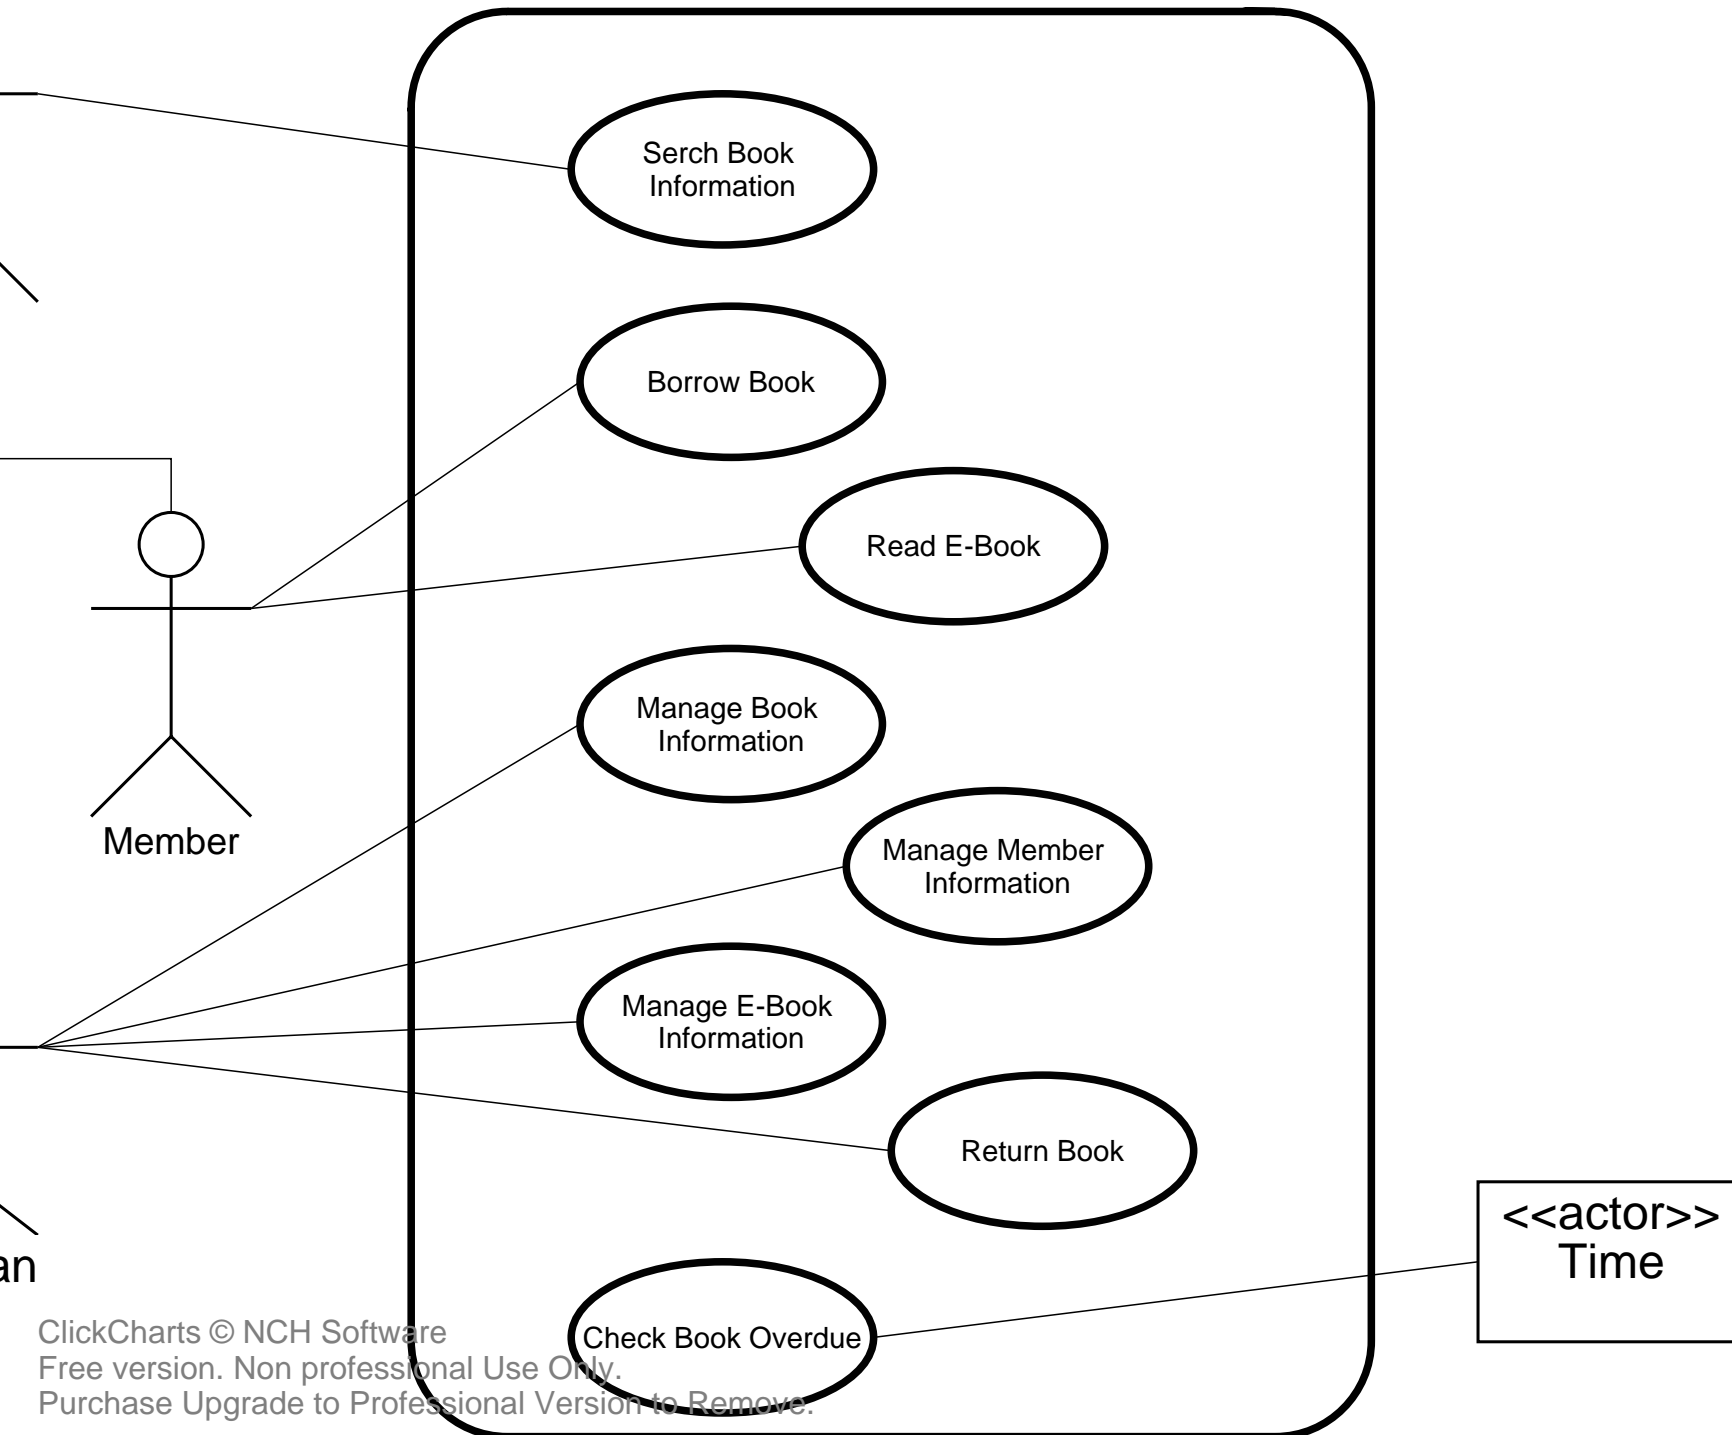 Serch Book
Information
Borrow Book
Read E-Book
Manage Book
Information
Member
Manage Member
Information
Manage E-Book
Information
Return Book
<<actor>>
Time
an
Check Book Overdue
ClickCharts © NCH Software
Free version. Non professional Use Only.
Purchase Upgrade to Professional Version to Remove.